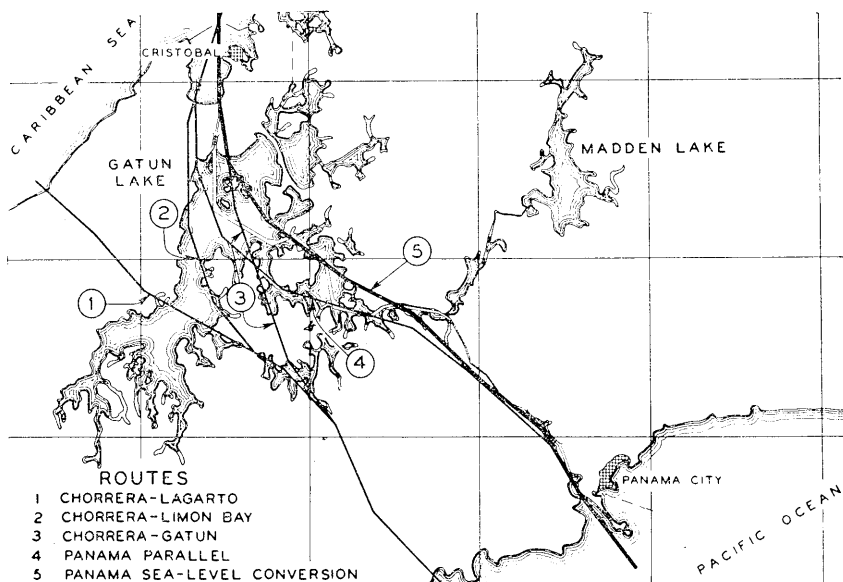 CARIBBEAN SEA
CRISTOBAL
GATUN
LAKE
MADDEN LAKE
2
5
1
3
4
PANAMA CITY
PACIFIC OCEAN
ROUTES
1 CHORRERA-LAGARTO
2 CHORRERA-LIMON BAY
3 CHORRERA-GATUN
4 PANAMA PARALLEL
5 PANAMA SEA-LEVEL CONVERSION